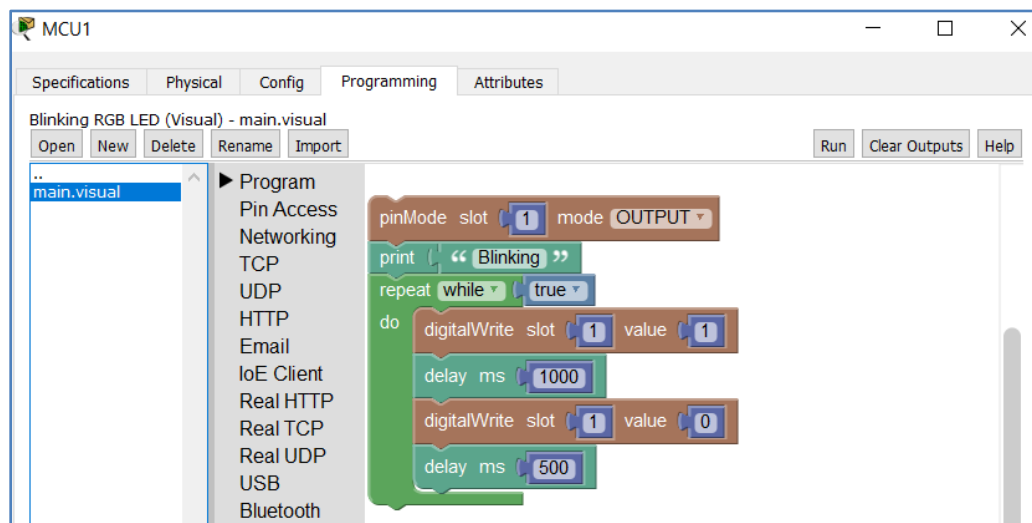 MCU1
Specifications Physical Config Programming Attributes
Blinking RGB LED (Visual) - main.visual
Open New Delete Rename Import Run Clear Outputs Help
..
main.visual
Program
Pin Access
Networking
TCP
UDP
HTTP
Email
IoE Client
Real HTTP
Real TCP
Real UDP
USB
Bluetooth
pinMode slot 1 mode OUTPUT
print “ Blinking ”
repeat while true
do
digitalWrite slot 1 value 1
delay ms 1000
digitalWrite slot 1 value 0
delay ms 500